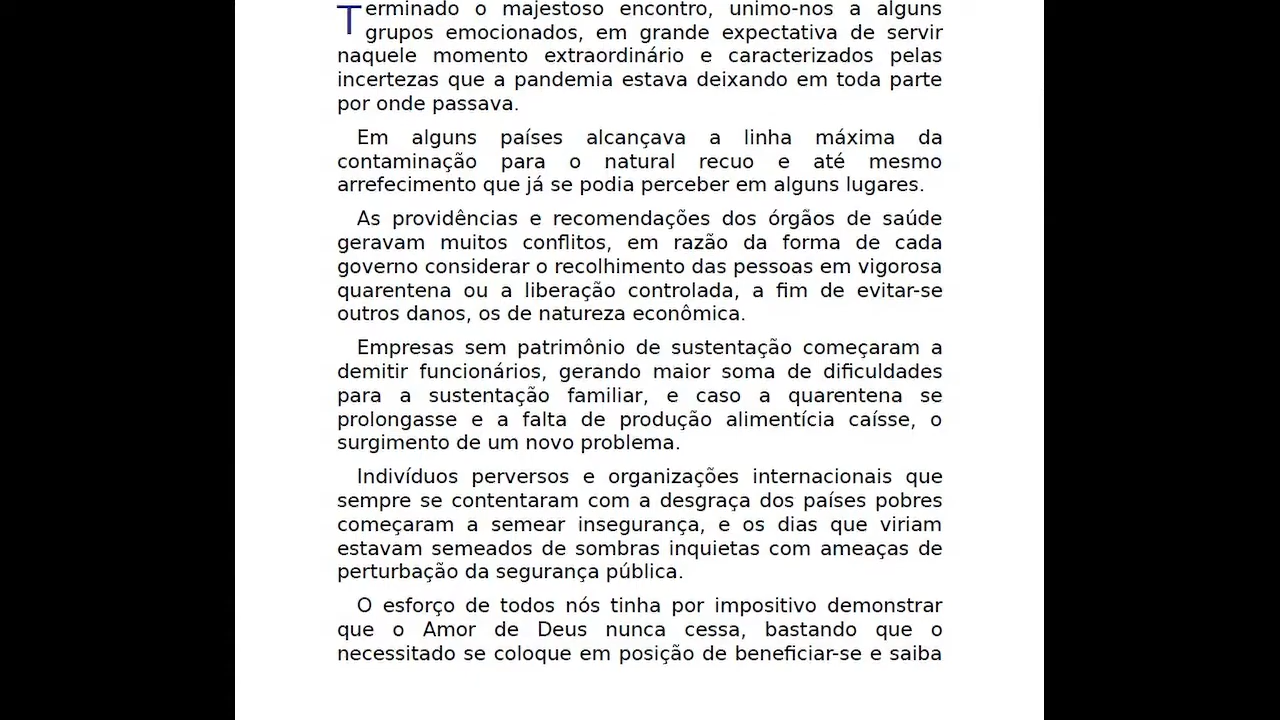 Terminado o majestoso encontro, unimo-nos a alguns
grupos emocionados, em grande expectativa de servir
naquele momento extraordinário e caracterizados pelas
incertezas que a pandemia estava deixando em toda parte
por onde passava.
Em alguns países alcançava a linha máxima da
contaminação para o natural recuo e até mesmo
arrefecimento que já se podia perceber em alguns lugares.
As providências e recomendações dos órgãos de saúde
geravam muitos conflitos, em razão da forma de cada
governo considerar o recolhimento das pessoas em vigorosa
quarentena ou a liberação controlada, a fim de evitar-se
outros danos, os de natureza econômica.
Empresas sem patrimônio de sustentação começaram a
demitir funcionários, gerando maior soma de dificuldades
para a sustentação familiar, e caso a quarentena se
prolongasse e a falta de produção alimentícia caísse, o
surgimento de um novo problema.
Indivíduos perversos e organizações internacionais que
sempre se contentaram com a desgraça dos países pobres
começaram a semear insegurança, e os dias que viriam
estavam semeados de sombras inquietas com ameaças de
perturbação da segurança pública.
O esforço de todos nós tinha por impositivo demonstrar
que o Amor de Deus nunca cessa, bastando que o
necessitado se coloque em posição de beneficiar-se e saiba